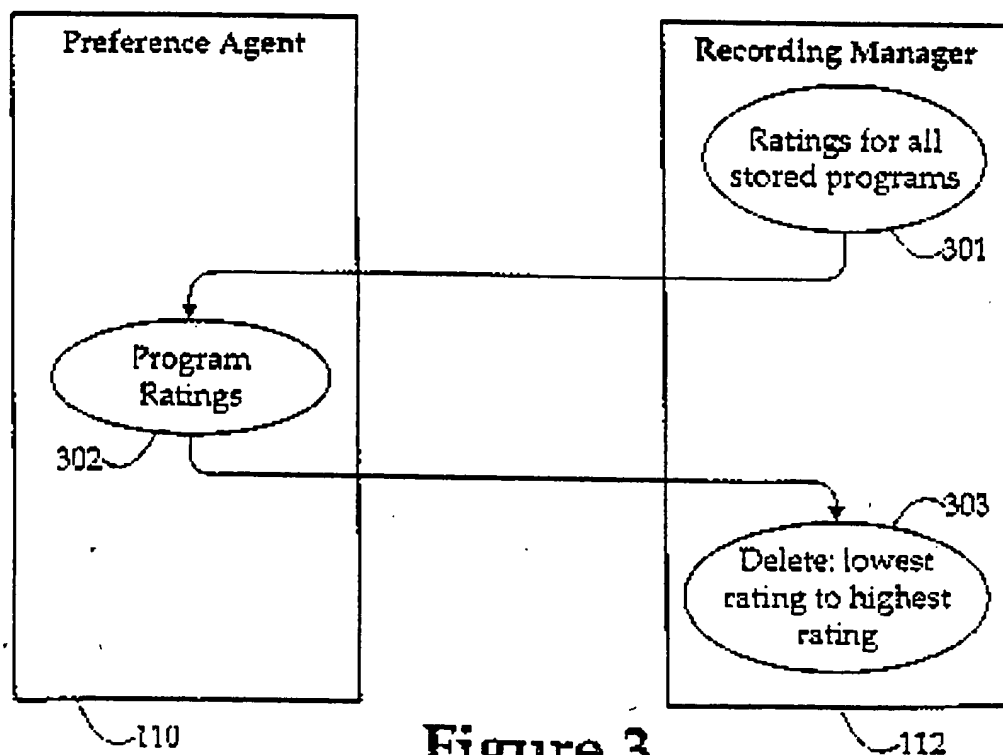 Preference Agent
Recording Manager
Ratings for all
stored programs
301
Program
Ratings
302
303
Delete: lowest
rating to highest
rating
110
112
Figure 3